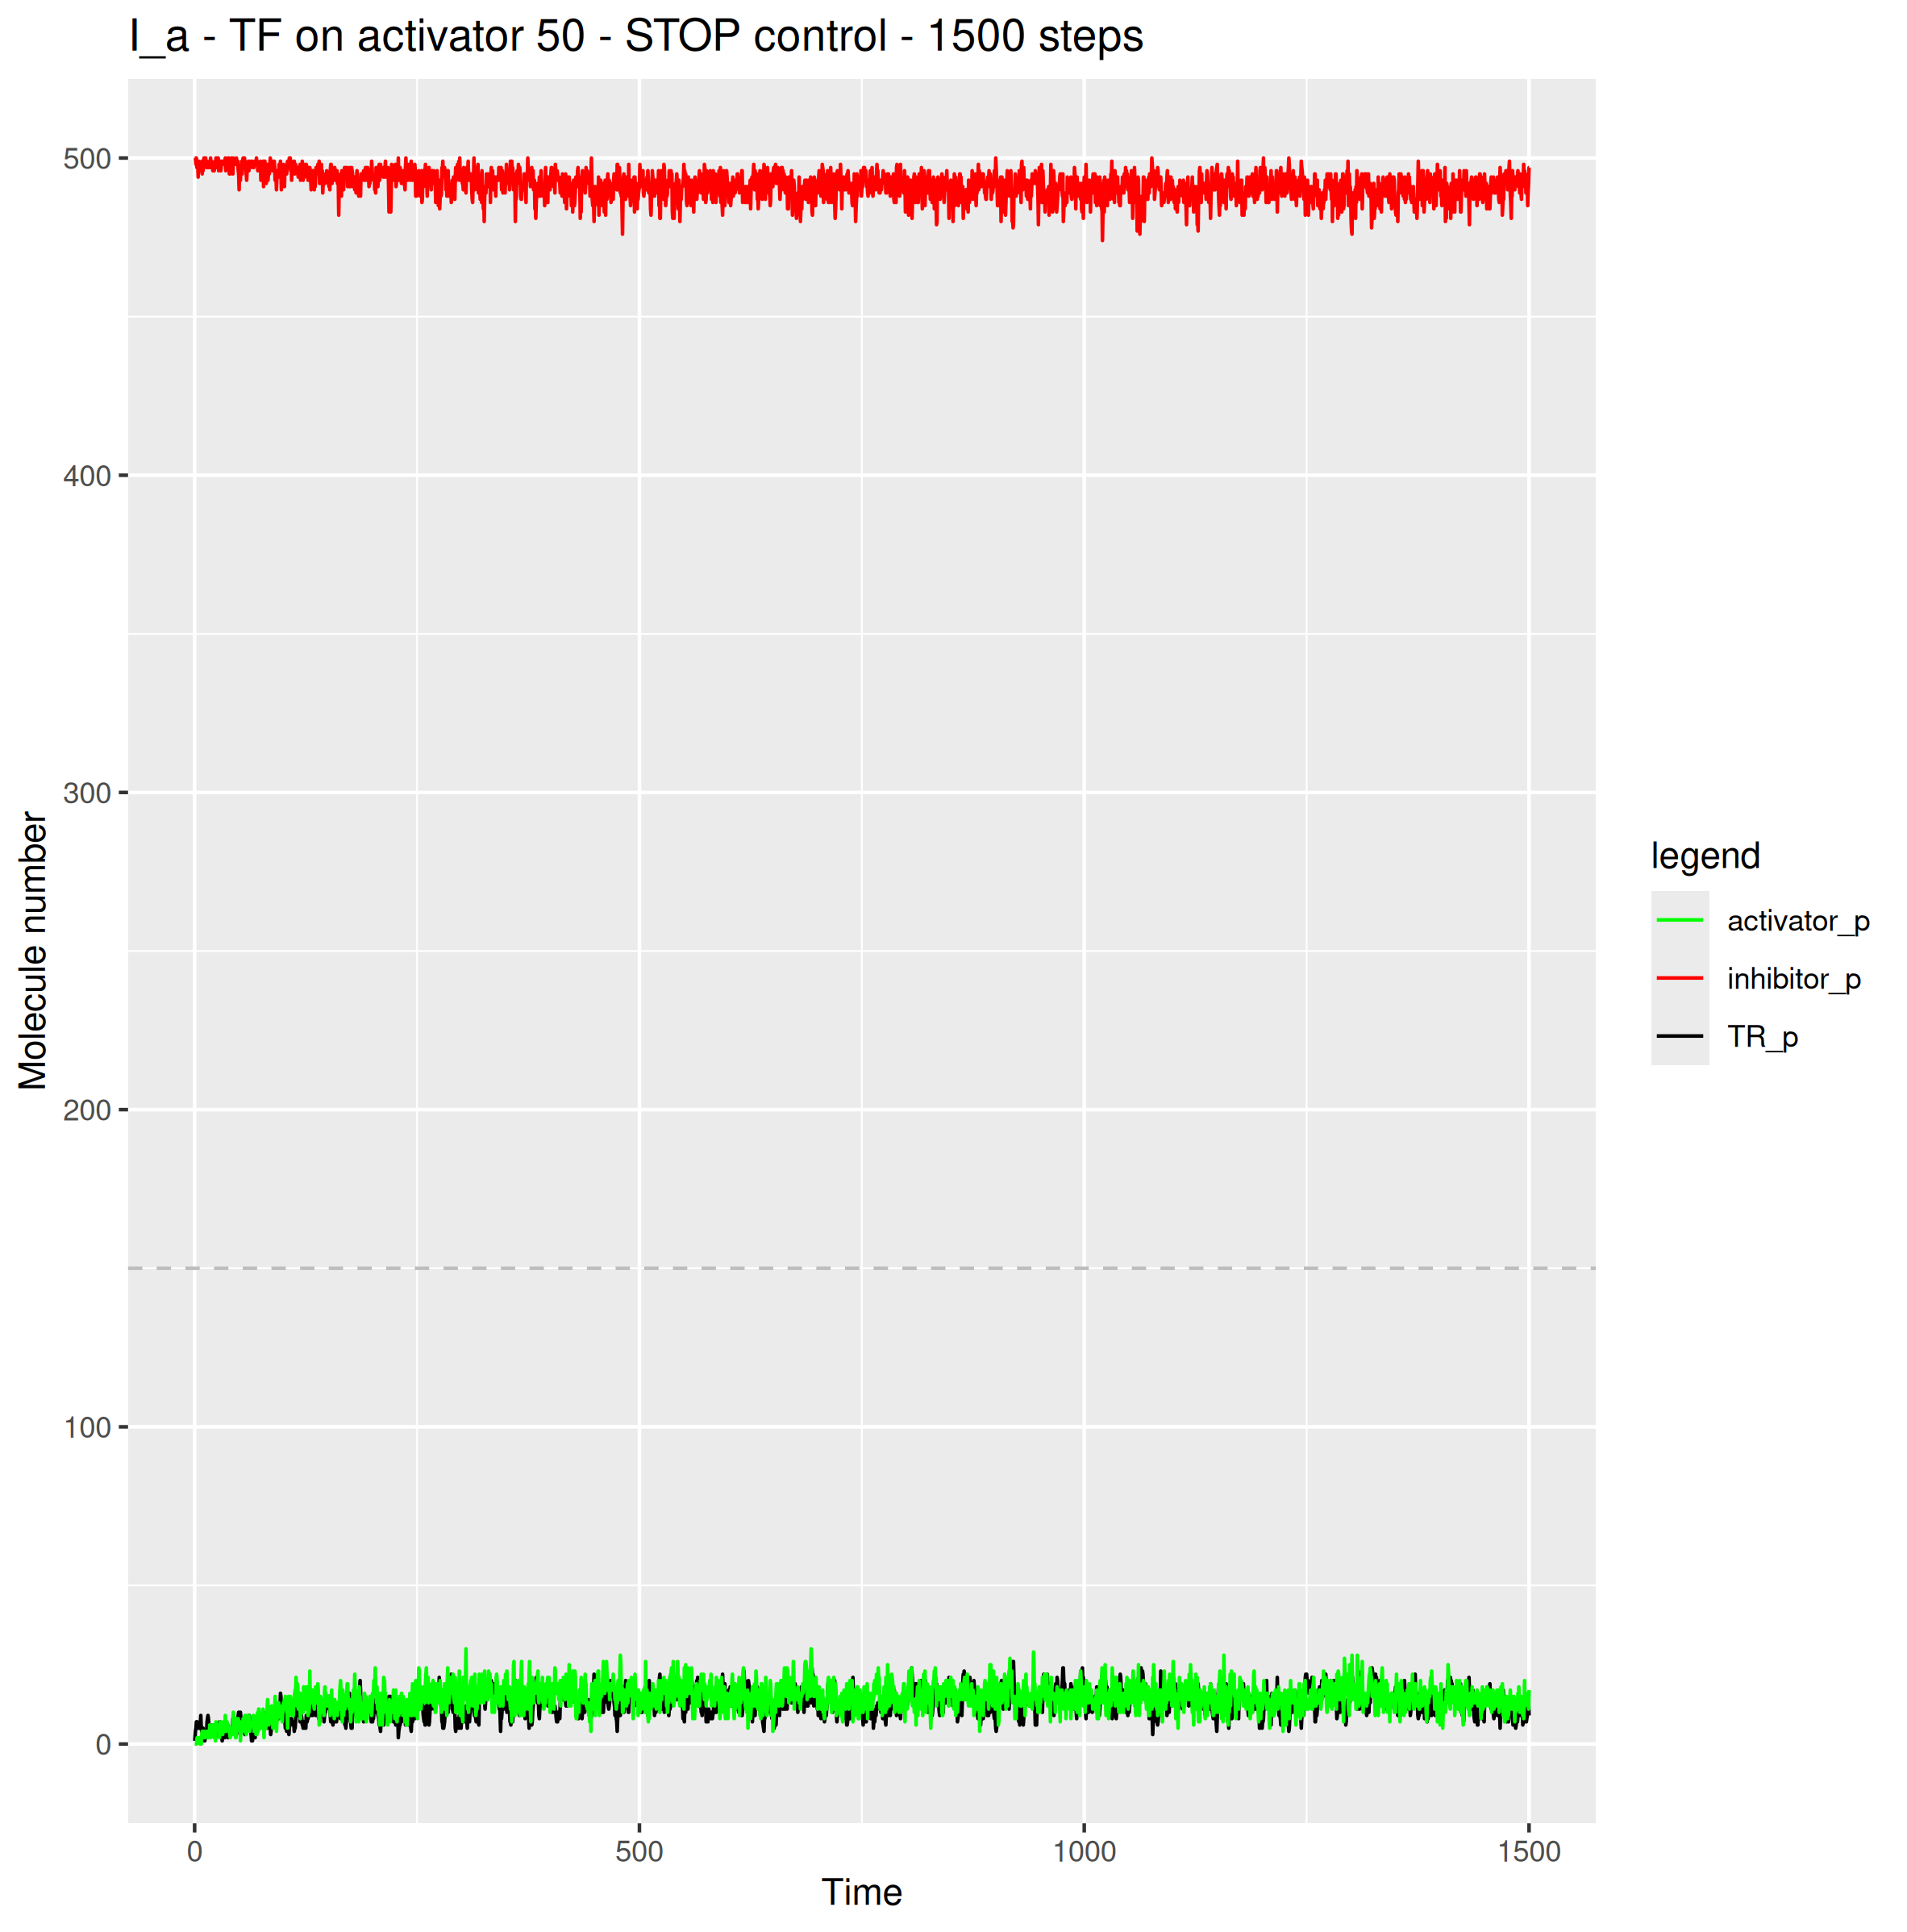 I_a - TF on activator 50 - STOP control - 1500 steps
500
400
300
200
100
0
Molecule number
0
500
1000
1500
Time
legend
activator_p
inhibitor_p
TR_p